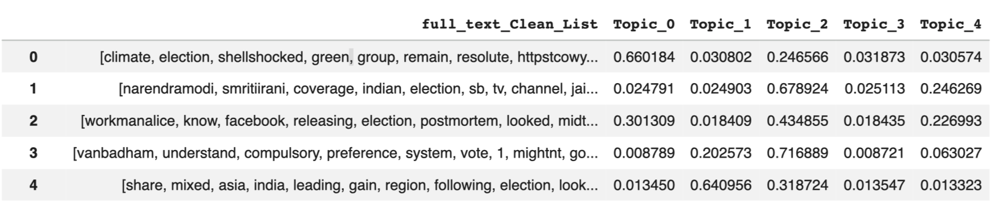 full_text_Clean_List Topic_0 Topic_1 Topic_2 Topic_3 Topic_4
0 [climate, election, shellshocked, green, group, remain, resolute, httpstcowy... 0.660184 0.030802 0.246566 0.031873 0.030574
1 [narendramodi, smritiirani, coverage, indian, election, sb, tv, channel, jai... 0.024791 0.024903 0.678924 0.025113 0.246269
2 [workmanalice, know, facebook, releasing, election, postmortem, looked, midt... 0.301309 0.018409 0.434855 0.018435 0.226993
3 [vanbadham, understand, compulsory, preference, system, vote, 1, mightnt, go... 0.008789 0.202573 0.716889 0.008721 0.063027
4 [share, mixed, asia, india, leading, gain, region, following, election, look... 0.013450 0.640956 0.318724 0.013547 0.013323